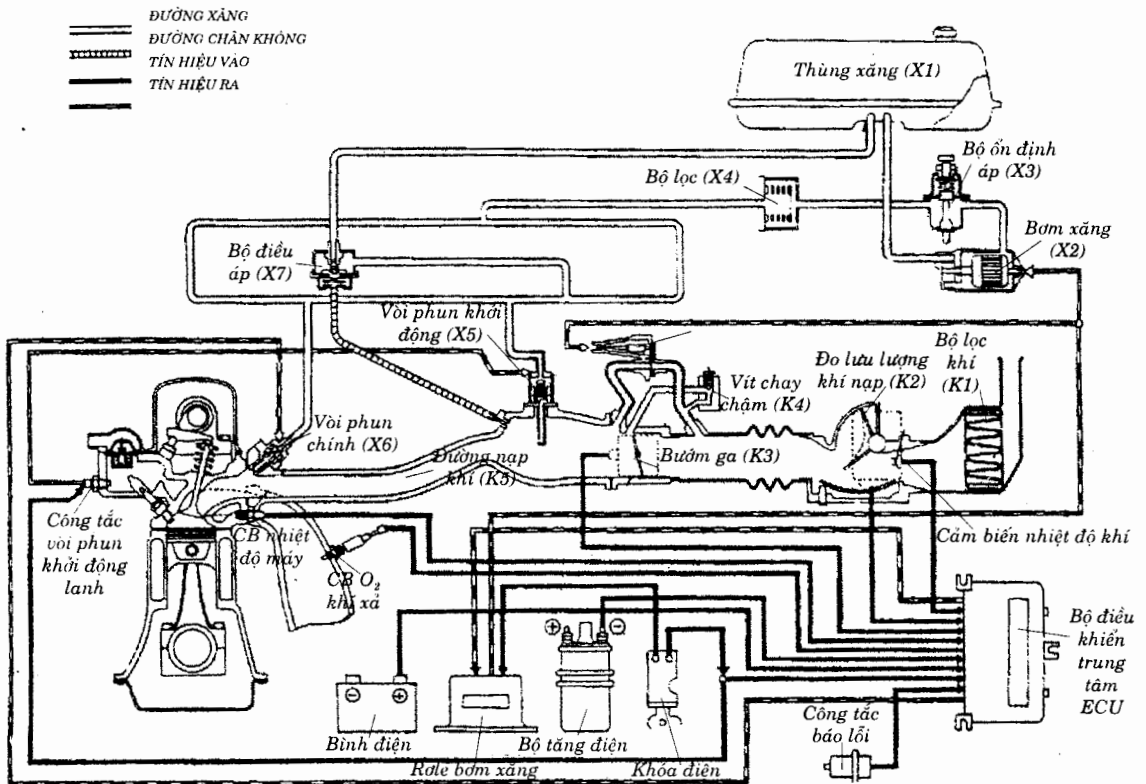 ĐƯỜNG XĂNG
ĐƯỜNG CHÂN KHÔNG
TÍN HIỆU VÀO
TÍN HIỆU RA
Thùng xăng (X1)
Bộ ổn định
áp (X3)
Bộ lọc (X4)
Bơm xăng
(X2)
Bộ điều
áp (X7)
Vòi phun khởi
động (X5)
Bộ lọc
khí
(K1)
Đo lưu lượng
khí nạp (K2)
Vít chay
chậm (K4)
Vòi phun
chính (X6)
Đường nạp
khí (K5)
Bướm ga (K3)
Công tắc
vòi phun
khởi động
lanh
CB nhiệt
độ máy
CB O₂
khí xả
Cảm biến nhiệt độ khí
Bộ điều
khiển
trung
tâm
ECU
Công tắc
báo lỗi
Bình điện
Rơle bơm xăng
Bộ tăng điện
Khóa điện